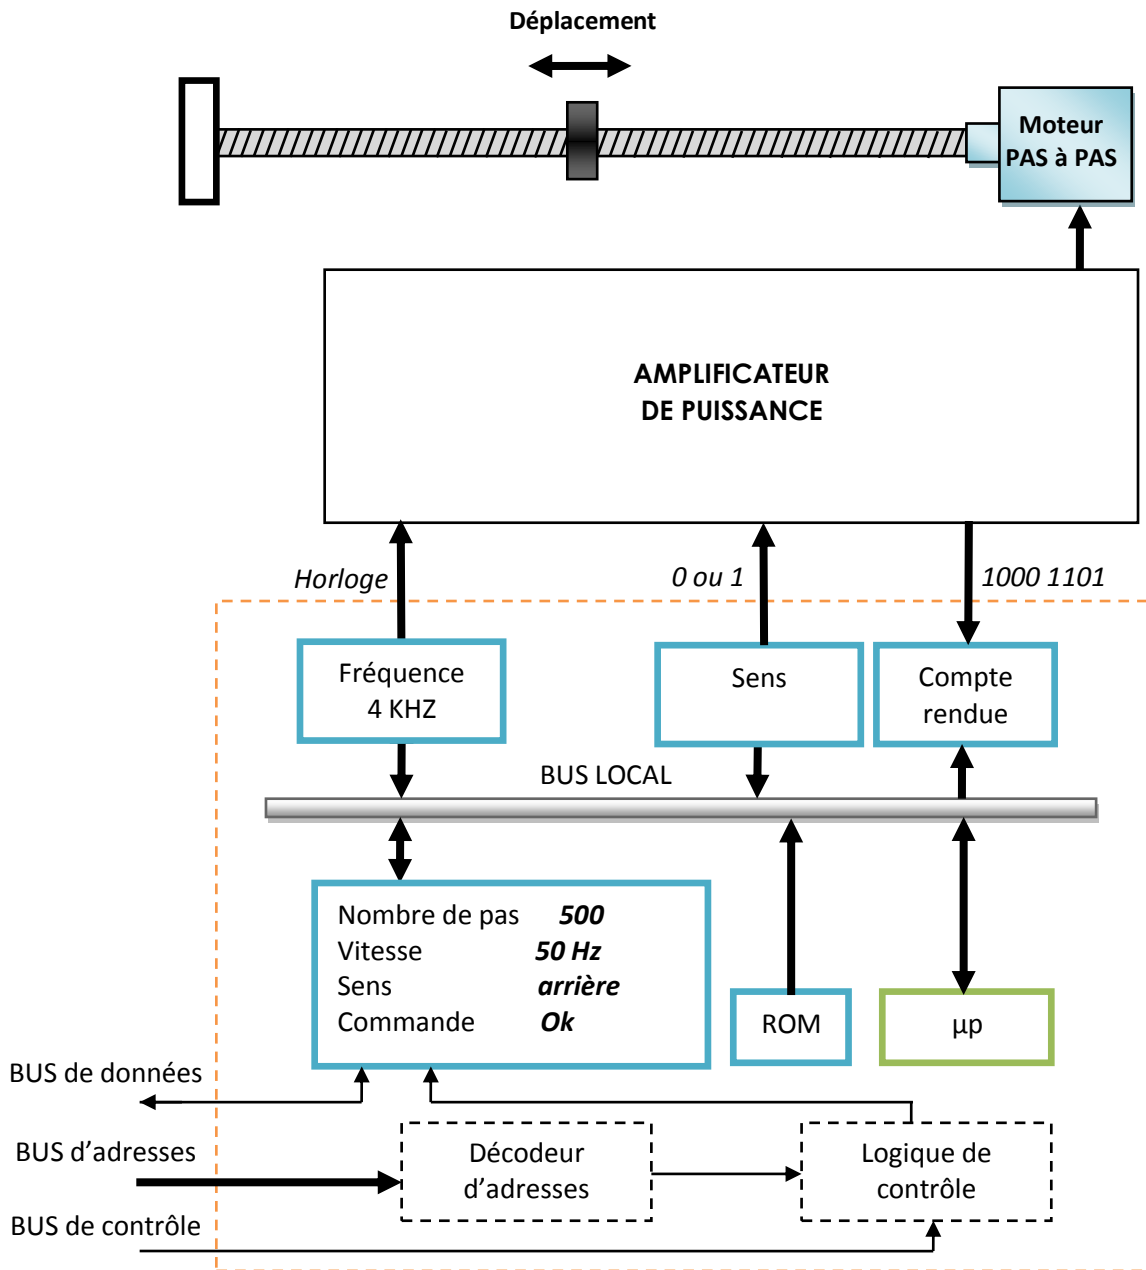 Déplacement
Moteur
PAS à PAS
AMPLIFICATEUR
DE PUISSANCE
Horloge
0 ou 1
1000 1101
Fréquence
4 KHZ
Sens
Compte
rendue
BUS LOCAL
Nombre de pas 500
Vitesse 50 Hz
Sens arrière
Commande Ok
ROM
µp
BUS de données
BUS d'adresses
Décodeur
d'adresses
Logique de
contrôle
BUS de contrôle